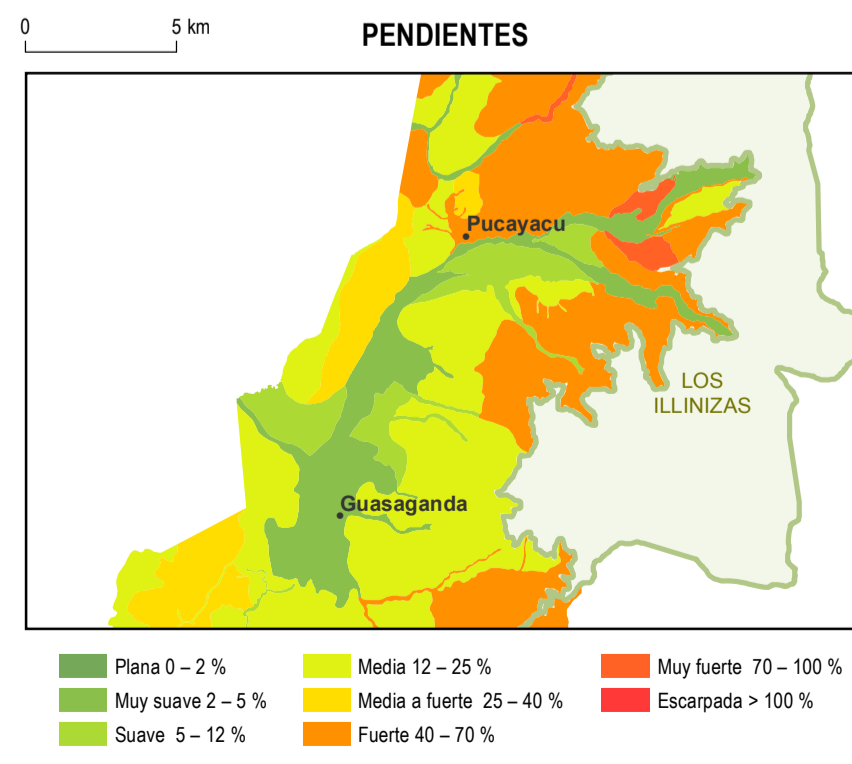 0 5 km
PENDIENTES
Pucayacu
LOS
ILLINIZAS
Guasaganda
Plana 0 – 2 %
Muy suave 2 – 5 %
Suave 5 – 12 %
Media 12 – 25 %
Media a fuerte 25 – 40 %
Fuerte 40 – 70 %
Muy fuerte 70 – 100 %
Escarpada > 100 %